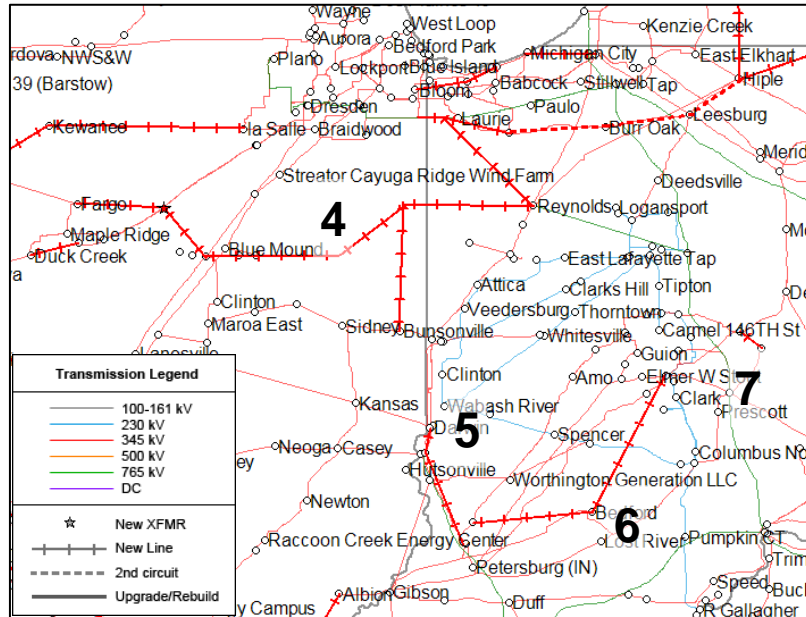 Wayne
West Loop
Kenzie Creek
Aurora
Bedford Park
Michigan City
East Elkhart
rdova
NWS&W
Plano
Lockport
Blue Island
39 (Barstow)
Bloom
Babcock
Stillwell
Tap
Hiple
Dresden
Paulo
Leesburg
Kewanee
la Salle
Braidwood
Laurie
Burr Oak
Merid
Streator
Cayuga Ridge Wind Farm
Deedsville
Fargo
4
Reynolds
Logansport
Maple Ridge
Blue Mound
Duck Creek
East Lafayette Tap
Attica
Clarks Hill
Tipton
Clinton
Veedersburg
Thorntown
Maroa East
Sidney
Bunsonville
Whitesville
Carmel 146TH St
Lanesville
Guion
Transmission Legend
Clinton
Amo
Elmer W Stout
7
100-161 kV
Kansas
Wabash River
Clark
Prescott
230 kV
345 kV
Darwin
5
Spencer
500 kV
Neoga
Casey
Columbus No
765 kV
Hutsonville
Worthington Generation LLC
DC
Newton
Bedford
6
New XFMR
New Line
Raccoon Creek Energy Center
Lost River
Pumpkin CT
2nd circuit
Petersburg (IN)
Trim
Upgrade/Rebuild
Albion
Gibson
Speed
Buc
y Campus
Duff
R Gallagher